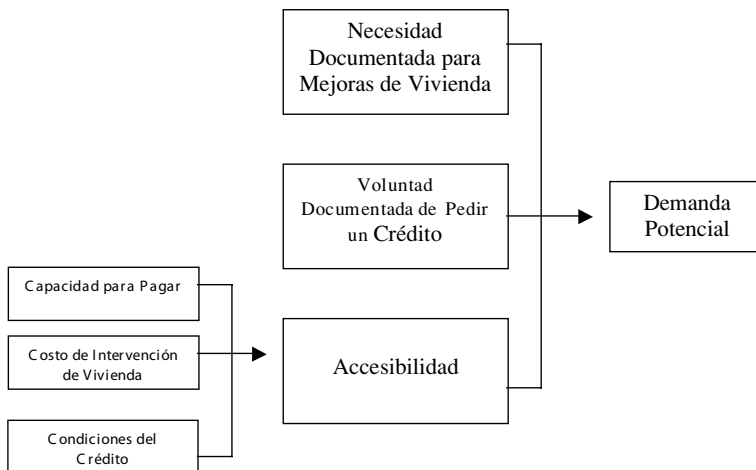 Necesidad
Documentada para
Mejoras de Vivienda
Voluntad
Documentada de Pedir
un Crédito
Demanda
Potencial
Capacidad para Pagar
Costo de Intervención
de Vivienda
Accesibilidad
Condiciones del
Crédito